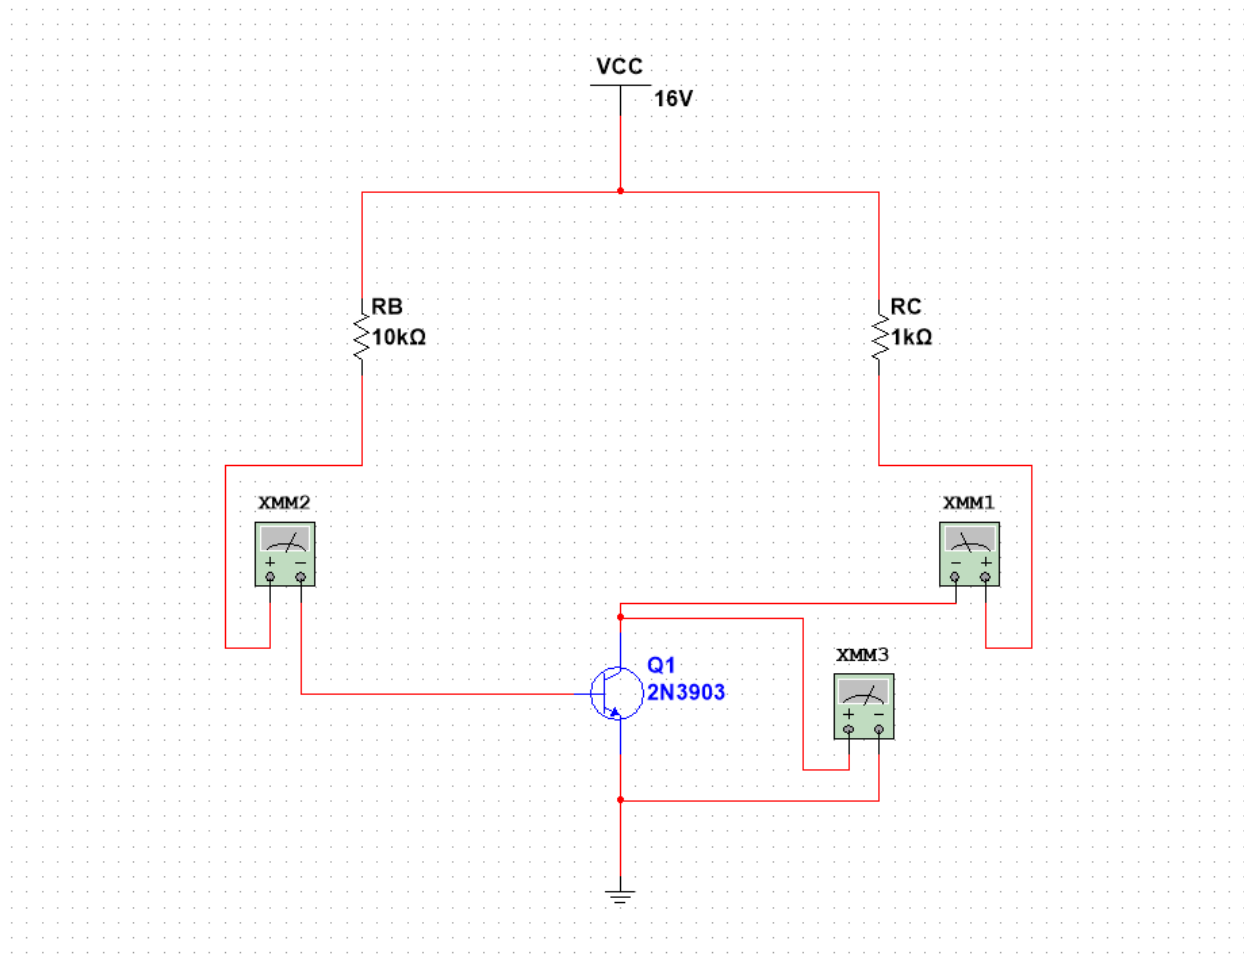 VCC
16V
RB
10kΩ
RC
1kΩ
XMM2
+ −
XMM1
− +
Q1
2N3903
XMM3
+ −